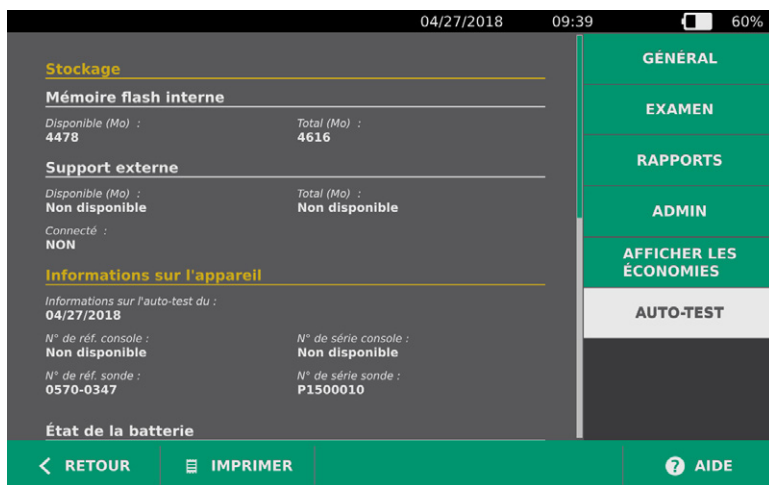 04/27/2018 09:39 60%
Stockage
Mémoire flash interne
Disponible (Mo) : Total (Mo) :
4478 4616
Support externe
Disponible (Mo) : Total (Mo) :
Non disponible Non disponible
Connecté :
NON
Informations sur l'appareil
Informations sur l'auto-test du :
04/27/2018
N° de réf. console : N° de série console :
Non disponible Non disponible
N° de réf. sonde : N° de série sonde :
0570-0347 P1500010
État de la batterie
GÉNÉRAL
EXAMEN
RAPPORTS
ADMIN
AFFICHER LES
ÉCONOMIES
AUTO-TEST
RETOUR IMPRIMER ? AIDE